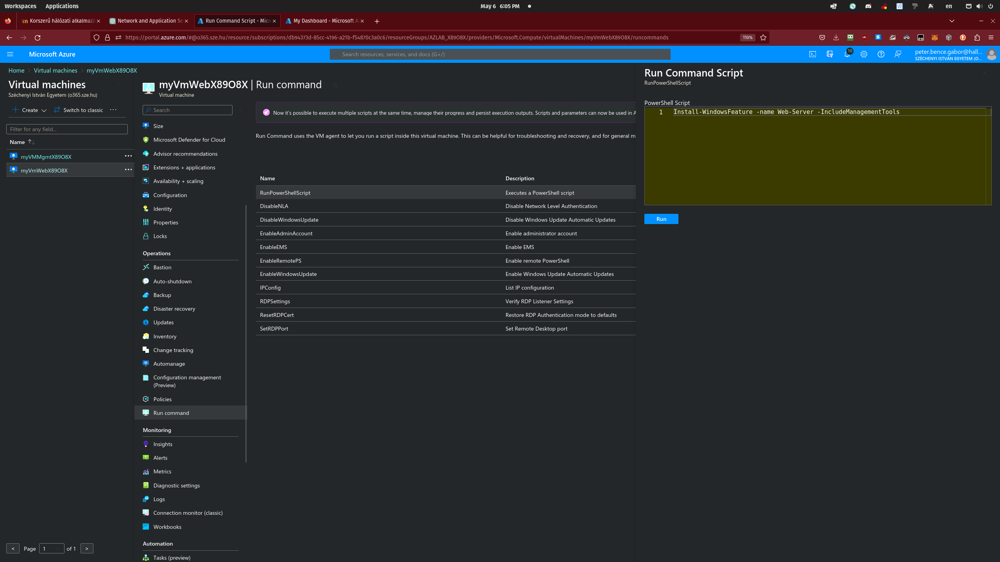 Workspaces
Applications
May 6 6:05 PM
en
Korszerű hálózati alkalmazá
Network and Application Se
Run Command Script - Micr
My Dashboard - Microsoft A
https://portal.azure.com/#@o365.sze.hu/resource/subscriptions/db94373d-85cc-4196-a21b-f54870c3a0c6/resourceGroups/AZLAB_X89O8X/providers/Microsoft.Compute/virtualMachines/myVmWebX89O8X/runcommands
110%
Microsoft Azure
Search resources, services, and docs (G+/)
10
peter.bence.gabor@hall...
SZÉCHENYI ISTVÁN EGYETEM (O...
Home
Virtual machines
myVmWebX89O8X
Virtual machines
Széchenyi István Egyetem (o365.sze.hu)
Create
Switch to classic
Filter for any field...
Name
myVMMgmtX89O8X
myVmWebX89O8X
< Page 1 of 1 >
myVmWebX89O8X | Run command
Virtual machine
Search
Size
Microsoft Defender for Cloud
Advisor recommendations
Extensions + applications
Availability + scaling
Configuration
Identity
Properties
Locks
Operations
Bastion
Auto-shutdown
Backup
Disaster recovery
Updates
Inventory
Change tracking
Automanage
Configuration management
(Preview)
Policies
Run command
Monitoring
Insights
Alerts
Metrics
Diagnostic settings
Logs
Connection monitor (classic)
Workbooks
Automation
Tasks (preview)
Now it's possible to execute multiple scripts at the same time, manage their progress and persist execution outputs. Scripts and parameters can now be used in A
Run Command uses the VM agent to let you run a script inside this virtual machine. This can be helpful for troubleshooting and recovery, and for general m
Name Description
RunPowerShellScript Executes a PowerShell script
DisableNLA Disable Network Level Authentication
DisableWindowsUpdate Disable Windows Update Automatic Updates
EnableAdminAccount Enable administrator account
EnableEMS Enable EMS
EnableRemotePS Enable remote PowerShell
EnableWindowsUpdate Enable Windows Update Automatic Updates
IPConfig List IP configuration
RDPSettings Verify RDP Listener Settings
ResetRDPCert Restore RDP Authentication mode to defaults
SetRDPPort Set Remote Desktop port
Run Command Script
RunPowerShellScript
PowerShell Script
1 Install-WindowsFeature -name Web-Server -IncludeManagementTools
Run